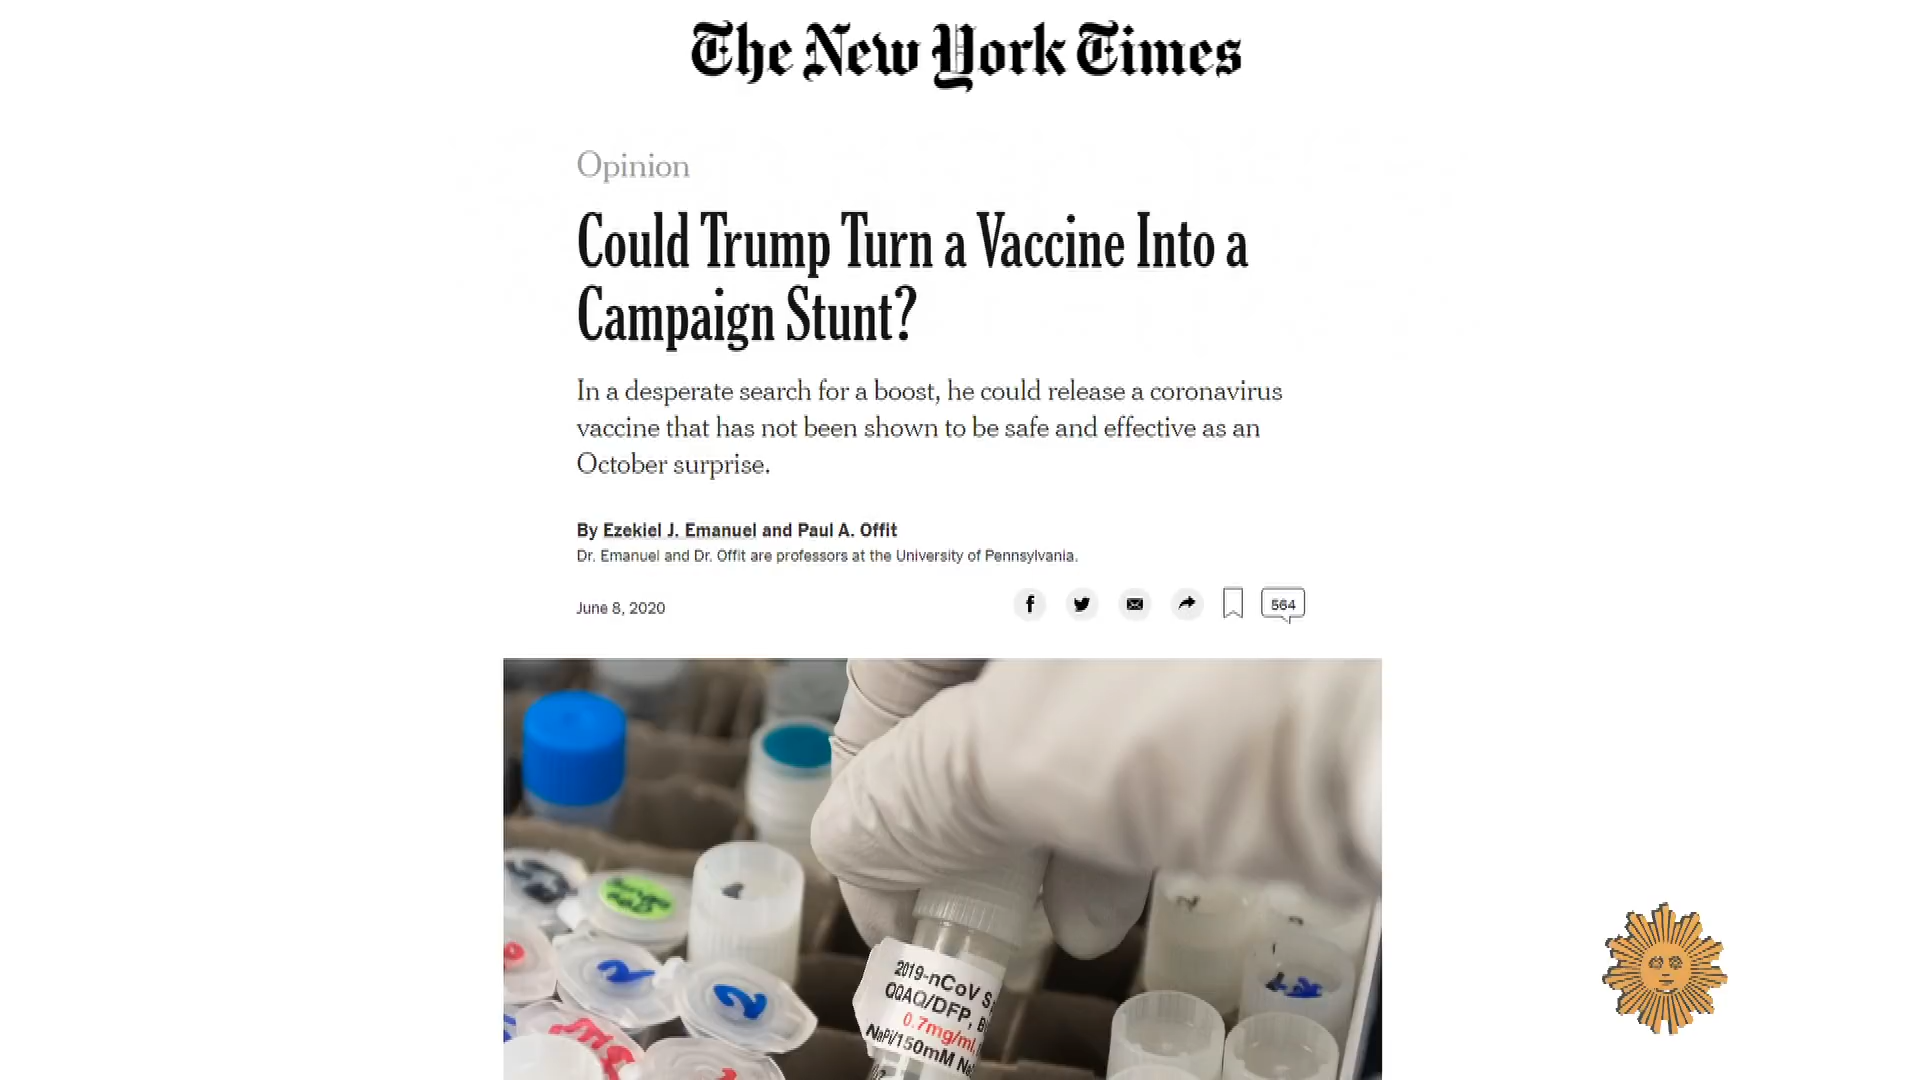 The New York Times
Opinion
Could Trump Turn a Vaccine Into a
Campaign Stunt?
In a desperate search for a boost, he could release a coronavirus
vaccine that has not been shown to be safe and effective as an
October surprise.
By Ezekiel J. Emanuel and Paul A. Offit
Dr. Emanuel and Dr. Offit are professors at the University of Pennsylvania.
June 8, 2020
564
2019-nCoV S
QQAQ/DFP, B
0.7mg/ml,
NaPi/150mM Na
2
2